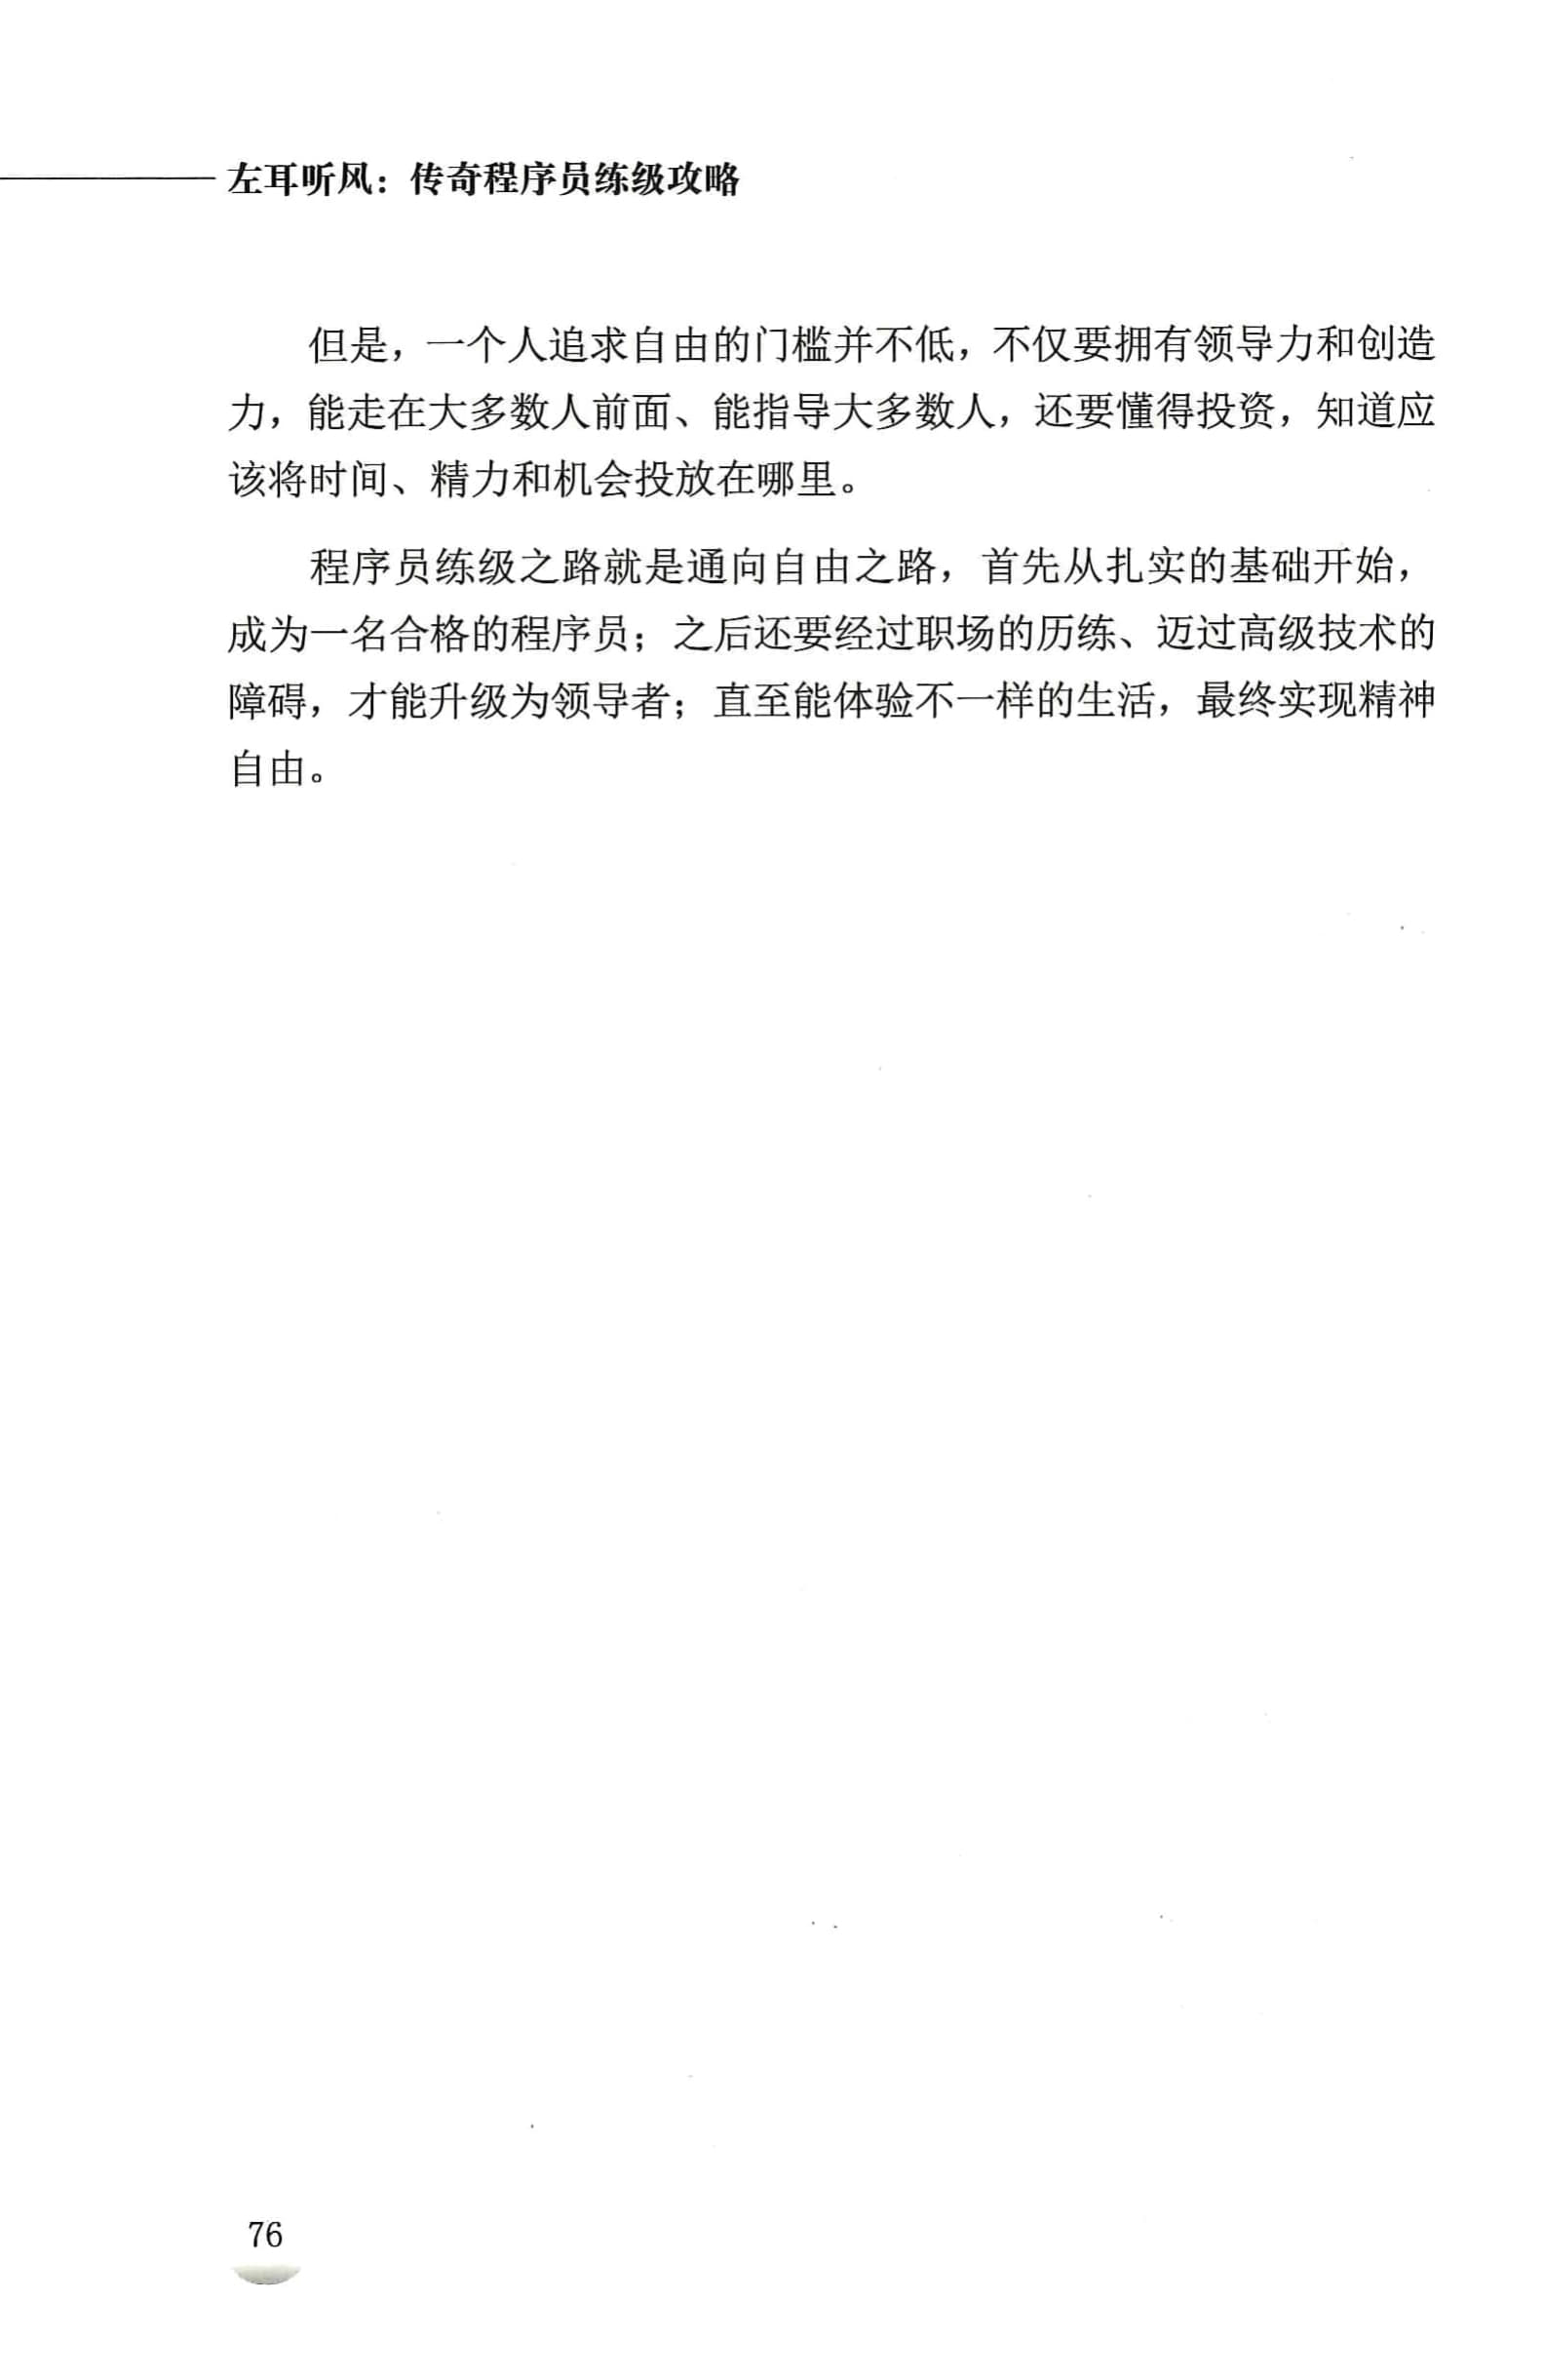 左耳听风：传奇程序员练级攻略
但是，一个人追求自由的门槛并不低，不仅要拥有领导力和创造
力，能走在大多数人前面、能指导大多数人，还要懂得投资，知道应
该将时间、精力和机会投放在哪里。
程序员练级之路就是通向自由之路，首先从扎实的基础开始，
成为一名合格的程序员；之后还要经过职场的历练、迈过高级技术的
障碍，才能升级为领导者；直至能体验不一样的生活，最终实现精神
自由。
76